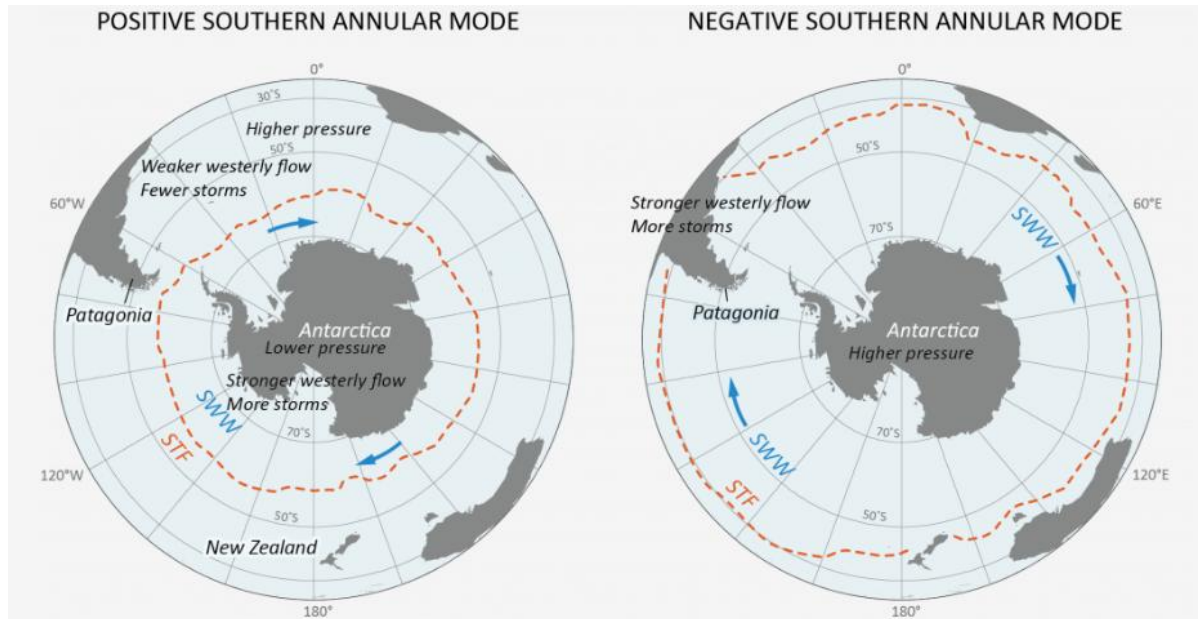 POSITIVE SOUTHERN ANNULAR MODE
0°
30°S
Higher pressure
50°S
Weaker westerly flow
Fewer storms
60°W
70°S
Patagonia
Antarctica
Lower pressure
Stronger westerly flow
More storms
SWW
STF
70°S
120°W
50°S
New Zealand
180°
NEGATIVE SOUTHERN ANNULAR MODE
0°
50°S
Stronger westerly flow
More storms
60°E
SWW
70°S
Patagonia
Antarctica
Higher pressure
SWW
STF
70°S
120°E
50°S
180°